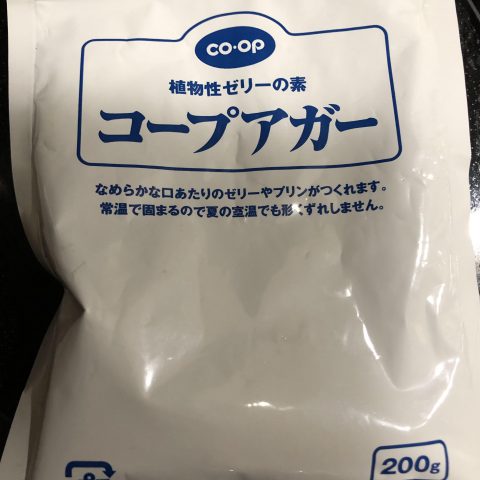 CO·OP
植物性ゼリーの素
コープアガー
なめらかな口あたりのゼリーやプリンがつくれます。
常温で固まるので夏の室温でも形くずれしません。
200g